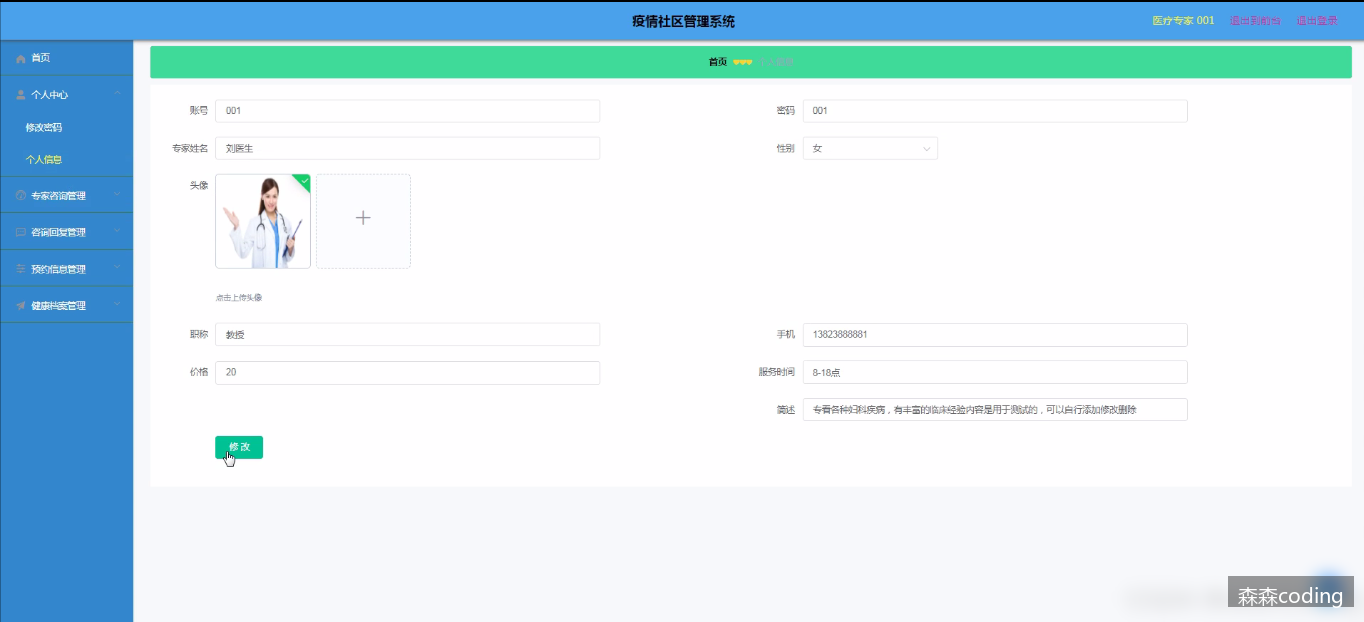 疫情社区管理系统
医疗专家 001 退出到前台 退出登录
首页
个人中心
修改密码
个人信息
专家咨询管理
咨询回复管理
预约信息管理
健康档案管理
首页 个人信息
账号 001
密码 001
专家姓名 刘医生
性别 女
头像
点击上传头像
职称 教授
手机 13823888881
价格 20
服务时间 8-18点
简述 专看各种妇科疾病，有丰富的临床经验内容是用于测试的，可以自行添加修改删除
修改
森森coding